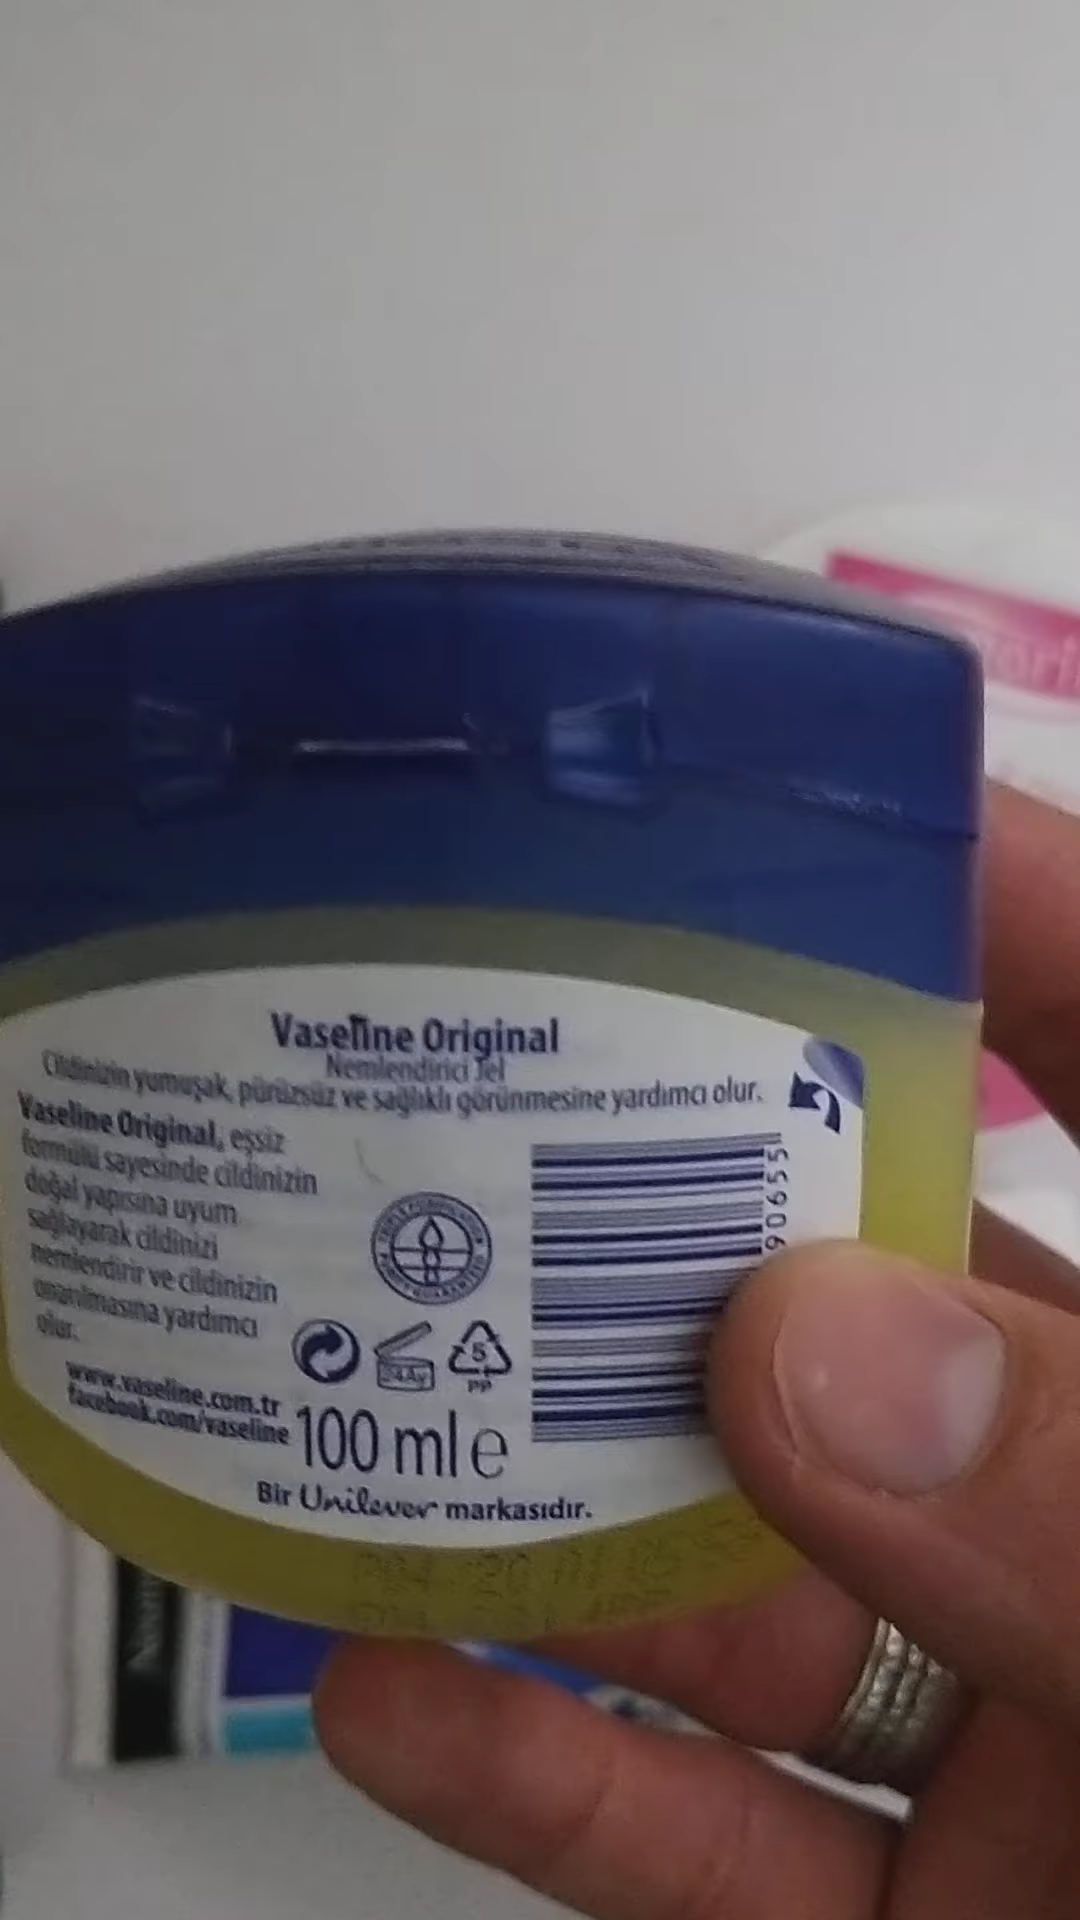 Vaseline Original
Nemlendirici Jel
Cildinizin yumuşak, pürüzsüz ve sağlıklı görünmesine yardımcı olur.
Vaseline Original, eşsiz
formülü sayesinde cildinizin
doğal yapısına uyum
sağlayarak cildinizi
nemlendirir ve cildinizin
onarılmasına yardımcı
olur.
www.vaseline.com.tr
facebook.com/vaseline
24Ay
5
PP
100 ml e
Bir Unilever markasıdır.
90655